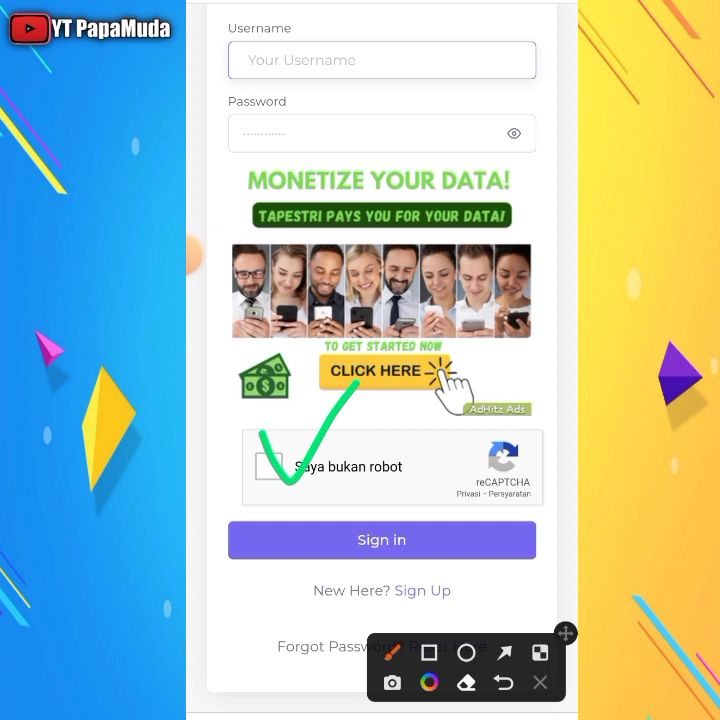 YT PapaMuda
Username
Your Username
Password
MONETIZE YOUR DATA!
TAPESTRI PAYS YOU FOR YOUR DATA!
TO GET STARTED NOW
CLICK HERE
AdHitz Ads
Saya bukan robot
reCAPTCHA
Privasi - Persyaratan
Sign in
New Here? Sign Up
Forgot Password?